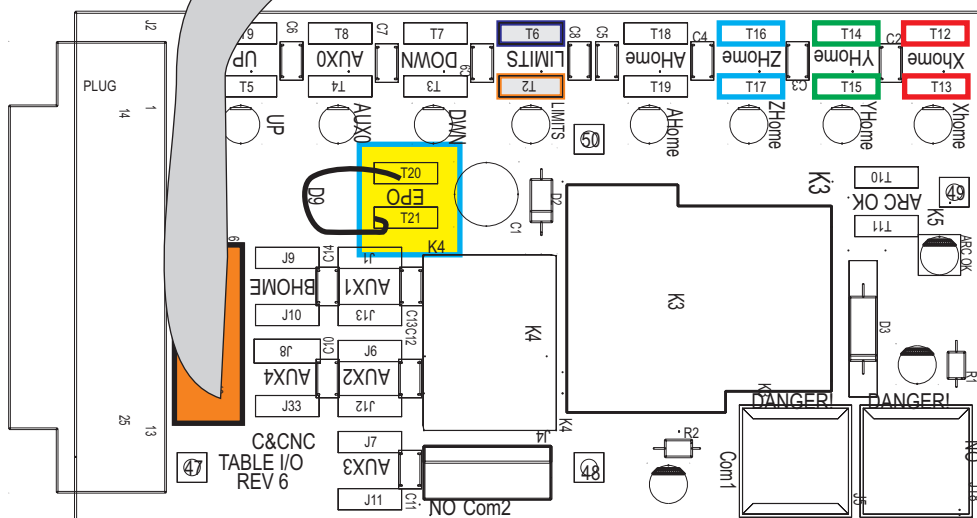 J2
C6
T9
T8
C7
T7
T6
C8
C5
T18
C4
T16
T14
C2
T12
UP
AUX0
DOWN
C9
LIMITS
AHome
ZHome
C3
YHome
Xhome
PLUG
T5
T4
T3
T2
T19
T17
T15
T13
14
1
UP
AUX0
DWN
LIMITS
AHome
ZHome
YHome
Xhome
50
T20
EPO
T21
D9
C1
D2
K3
T10
ARC OK
T11
49
K5
ARC OK
6
K4
J9
C14
J1
BHOME
AUX1
J10
J13
C13
C12
K4
K3
D3
J8
C10
J6
AUX4
AUX2
J33
J12
R1
25
13
DANGER!
DANGER!
C&CNC
TABLE I/O
REV 6
47
J7
AUX3
J11
C11
J4
K4
NO Com2
48
R2
Com1
J5
NO